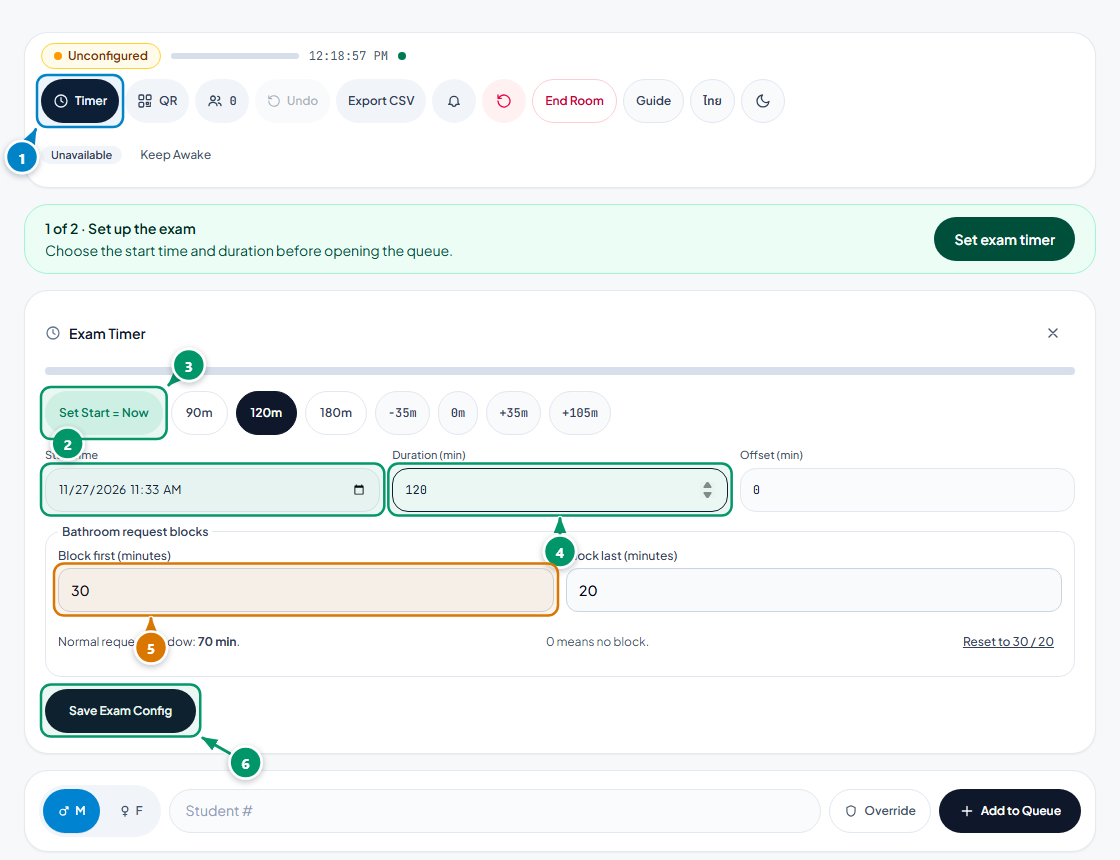 Unconfigured 12:18:57 PM
Timer QR 0 Undo Export CSV End Room Guide ไทย
1
Unavailable Keep Awake
1 of 2 · Set up the exam
Choose the start time and duration before opening the queue.
Set exam timer
Exam Timer
3
Set Start = Now 90m 120m 180m -35m 0m +35m +105m
2
Duration (min) Offset (min)
11/27/2026 11:33 AM 120 0
Bathroom request blocks
Block first (minutes) 4 (minutes)
30 20
Normal 5 70 min. 0 means no block. Reset to 30 / 20
Save Exam Config
6
M F Student # Override Add to Queue